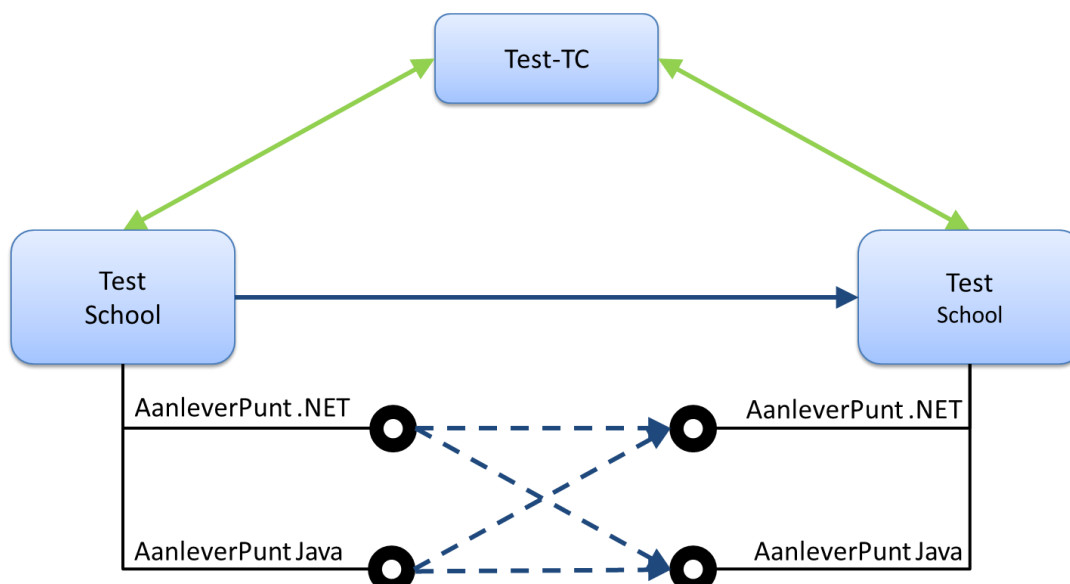 Test-TC
Test
School
Test
School
AanleverPunt .NET
AanleverPunt .NET
AanleverPunt Java
AanleverPunt Java